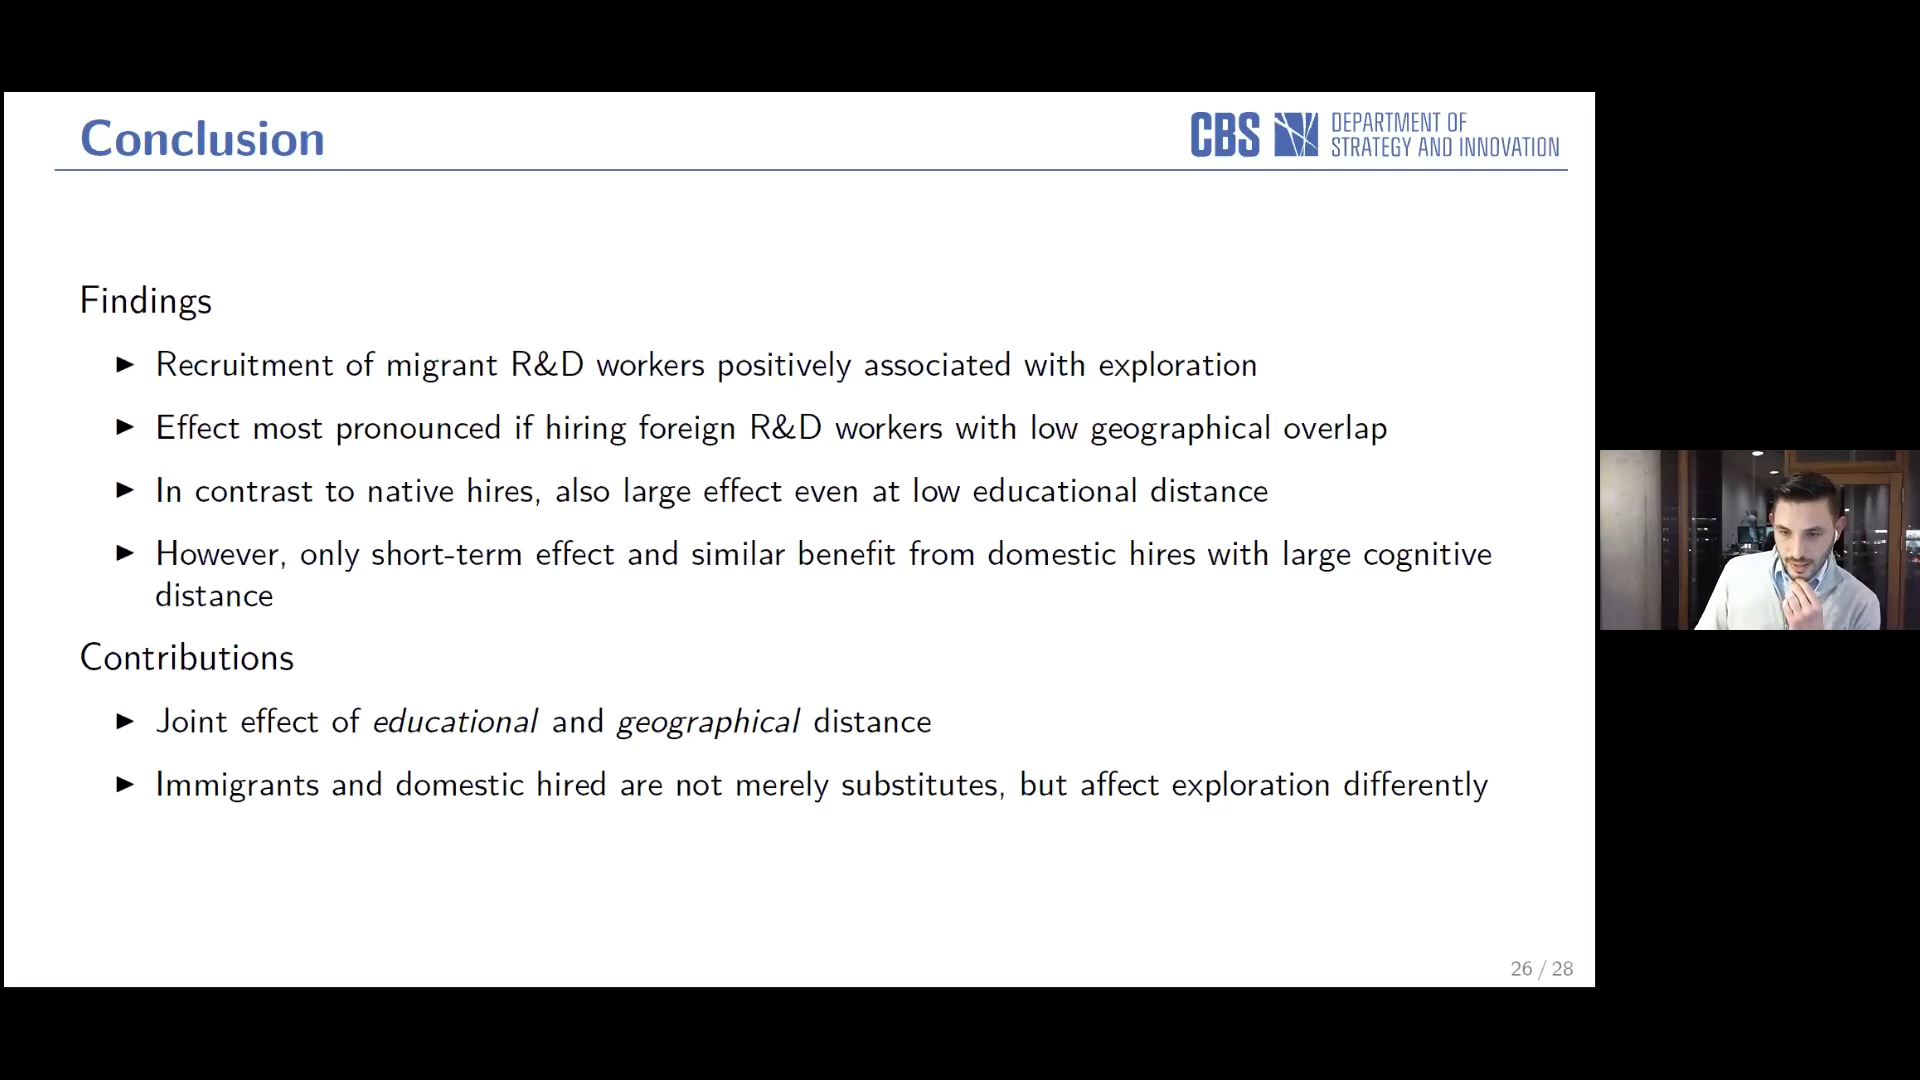 Conclusion
CBS DEPARTMENT OF
STRATEGY AND INNOVATION
Findings
▶ Recruitment of migrant R&D workers positively associated with exploration
▶ Effect most pronounced if hiring foreign R&D workers with low geographical overlap
▶ In contrast to native hires, also large effect even at low educational distance
▶ However, only short-term effect and similar benefit from domestic hires with large cognitive
distance
Contributions
▶ Joint effect of educational and geographical distance
▶ Immigrants and domestic hired are not merely substitutes, but affect exploration differently
26 / 28